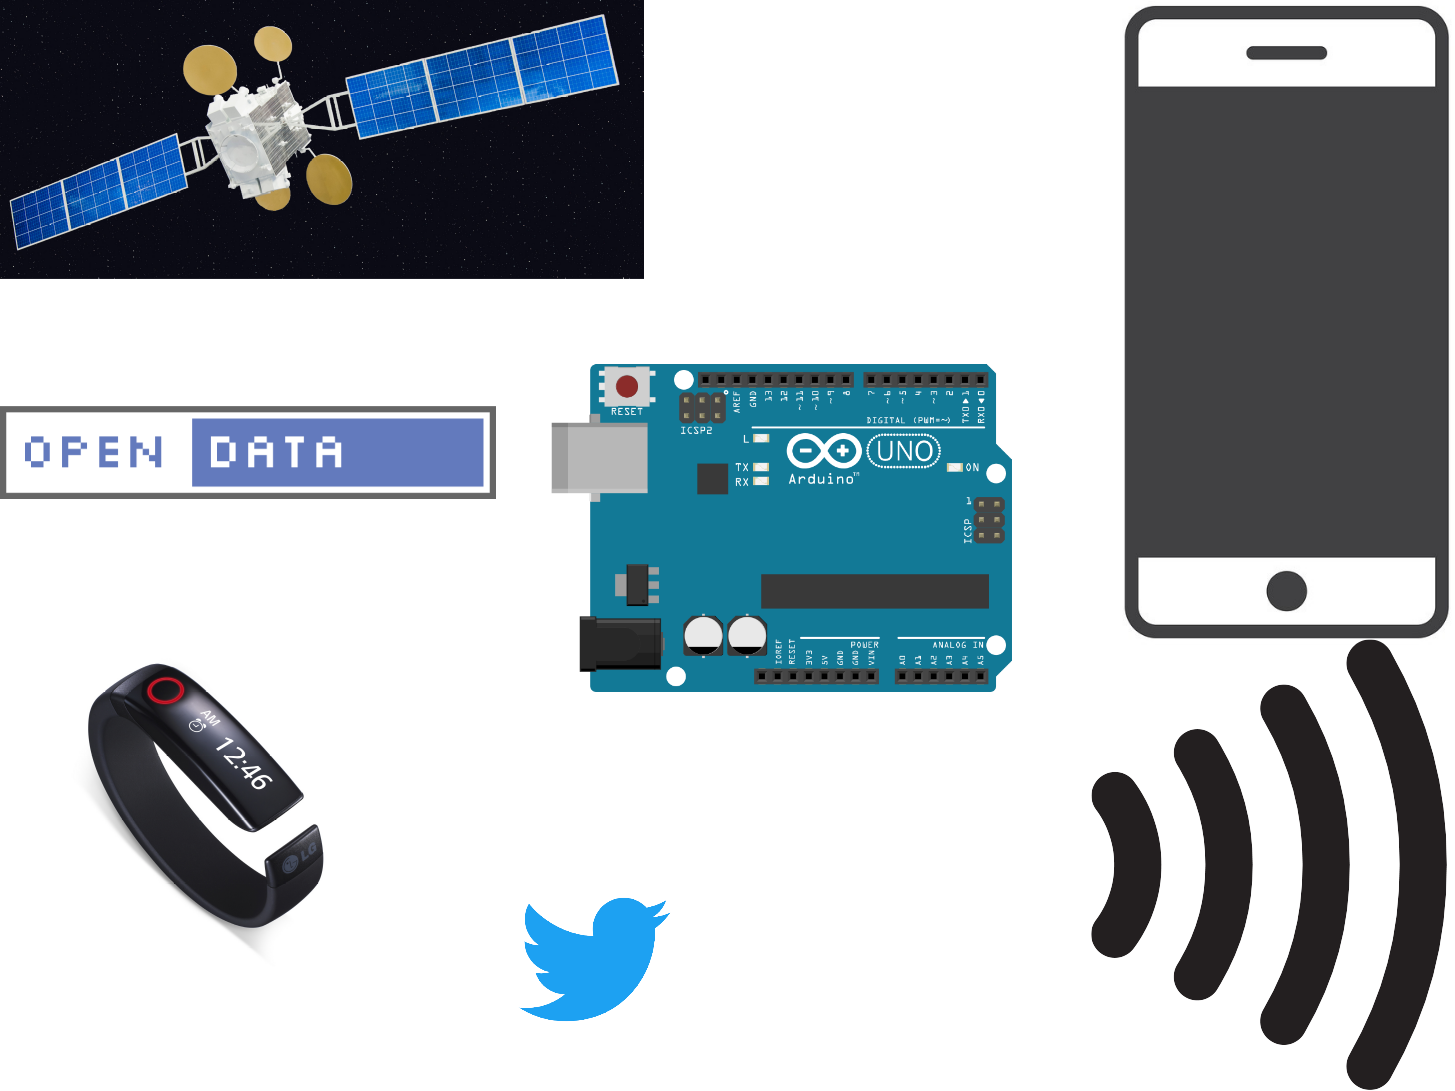 OPEN DATA
RESET
ICSP2
AREF
GND
13
12
~11
~10
~9
8
7
~6
~5
4
~3
2
TX0▶1
RX0◀0
DIGITAL (PWM=~)
L
TX
RX
UNO
Arduino™
ON
1
ICSP
POWER
ANALOG IN
IOREF
RESET
3V3
5V
GND
GND
VIN
A0
A1
A2
A3
A4
A5
AM
12:46
LG